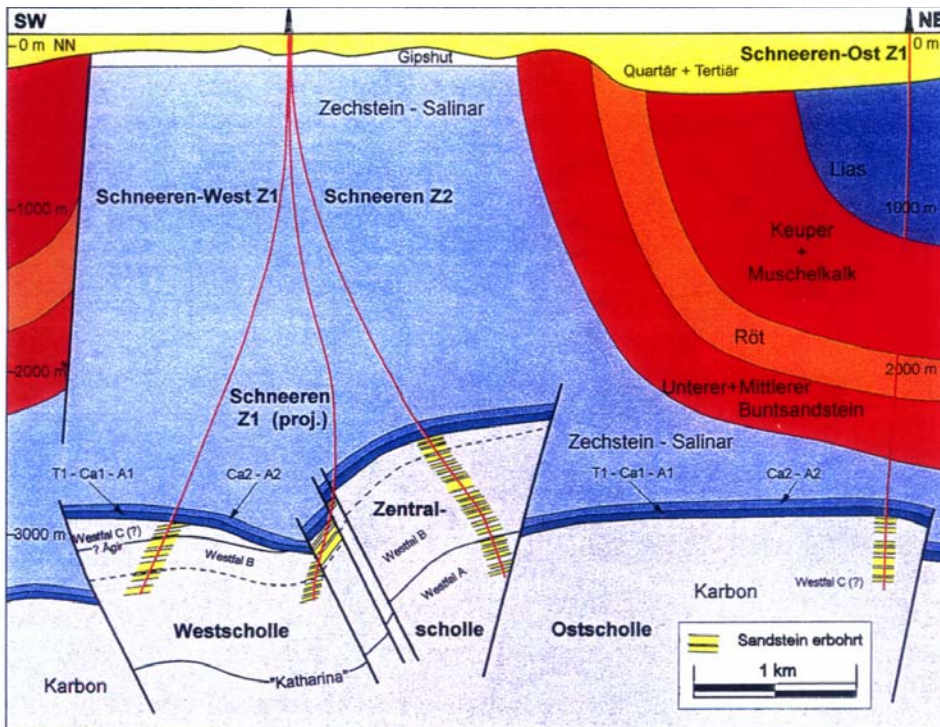 SW
NE
0 m NN
0 m
Gipshut
Schneeren-Ost Z1
Quartär + Tertiär
Zechstein - Salinar
Schneeren-West Z1
Schneeren Z2
Lias
-1000 m
1000 m
Keuper
+
Muschelkalk
Röt
-2000 m
2000 m
Schneeren
Z1 (proj.)
Unterer+Mittlerer
Buntsandstein
Zechstein - Salinar
T1 - Ca1 - A1
Ca2 - A2
T1 - Ca1 - A1
Ca2 - A2
Zentral-
-3000 m
Westfal C (?)
? Ägir
Westfal B
Westfal B
Westfal A
Westfal C (?)
Karbon
Westscholle
scholle
Ostscholle
Sandstein erbohrt
1 km
"Katharina"
Karbon